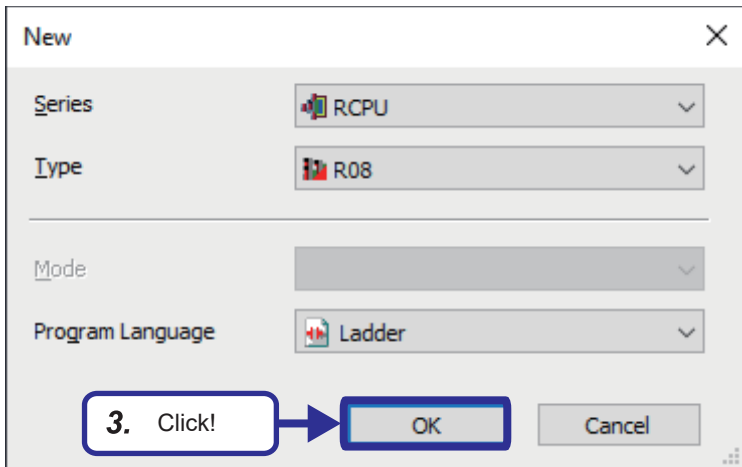 New
Series
RCPU
Type
R08
Mode
Program Language
Ladder
3. Click!
OK
Cancel